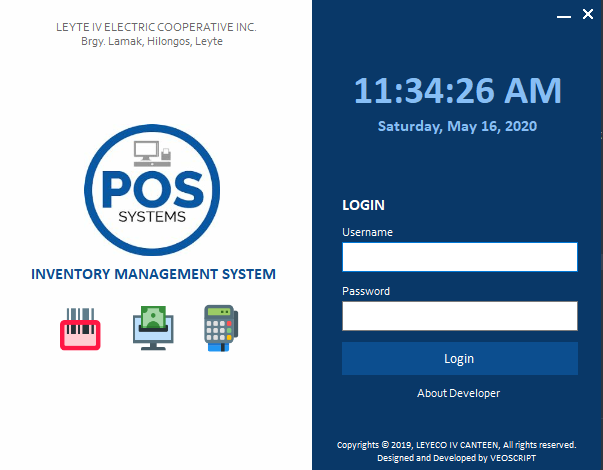 LEYTE IV ELECTRIC COOPERATIVE INC.
Brgy. Lamak, Hilongos, Leyte
POS
SYSTEMS
INVENTORY MANAGEMENT SYSTEM
11:34:26 AM
Saturday, May 16, 2020
LOGIN
Username
Password
Login
About Developer
Copyrights © 2019, LEYECO IV CANTEEN, All rights reserved.
Designed and Developed by VEOSCRIPT